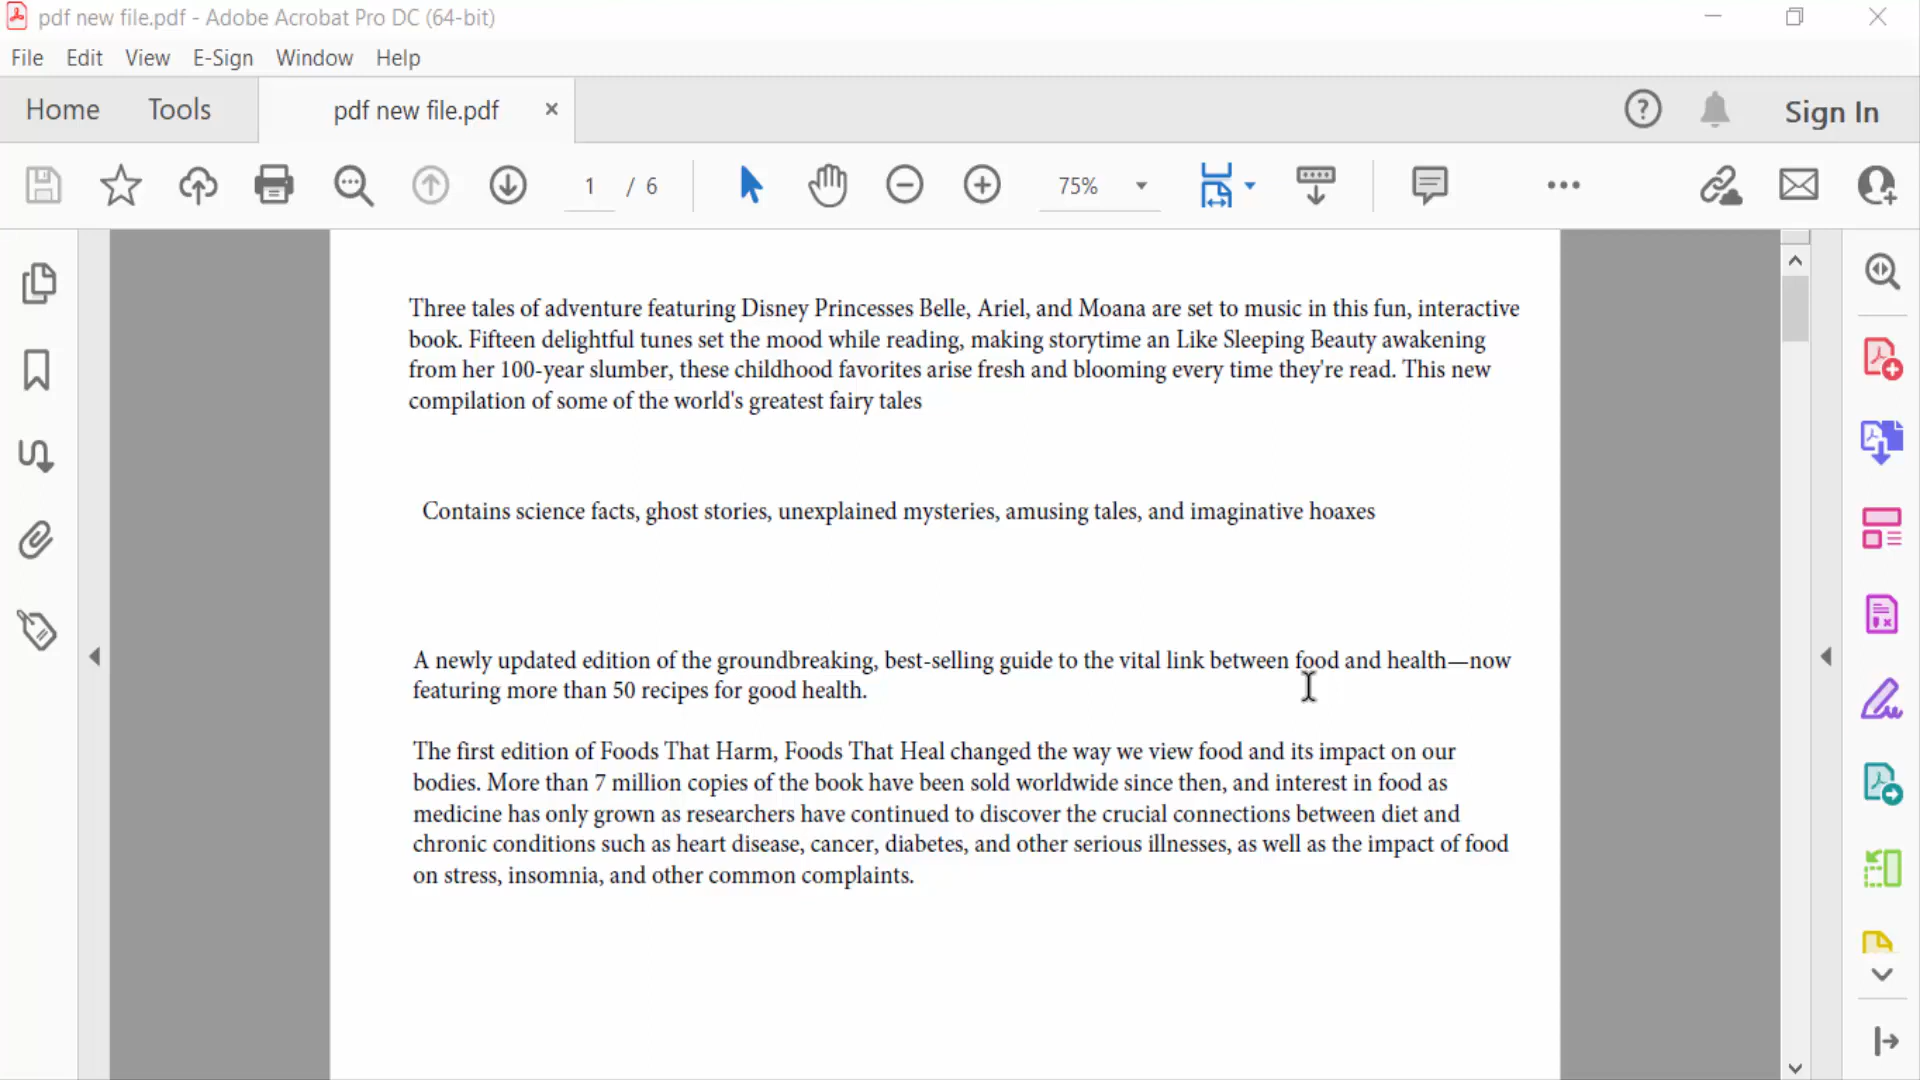 pdf new file.pdf - Adobe Acrobat Pro DC (64-bit)
File Edit View E-Sign Window Help
Home Tools pdf new file.pdf × Sign In
1 / 6 75%
Three tales of adventure featuring Disney Princesses Belle, Ariel, and Moana are set to music in this fun, interactive
book. Fifteen delightful tunes set the mood while reading, making storytime an Like Sleeping Beauty awakening
from her 100-year slumber, these childhood favorites arise fresh and blooming every time they're read. This new
compilation of some of the world's greatest fairy tales
Contains science facts, ghost stories, unexplained mysteries, amusing tales, and imaginative hoaxes
A newly updated edition of the groundbreaking, best-selling guide to the vital link between food and health—now
featuring more than 50 recipes for good health.
The first edition of Foods That Harm, Foods That Heal changed the way we view food and its impact on our
bodies. More than 7 million copies of the book have been sold worldwide since then, and interest in food as
medicine has only grown as researchers have continued to discover the crucial connections between diet and
chronic conditions such as heart disease, cancer, diabetes, and other serious illnesses, as well as the impact of food
on stress, insomnia, and other common complaints.